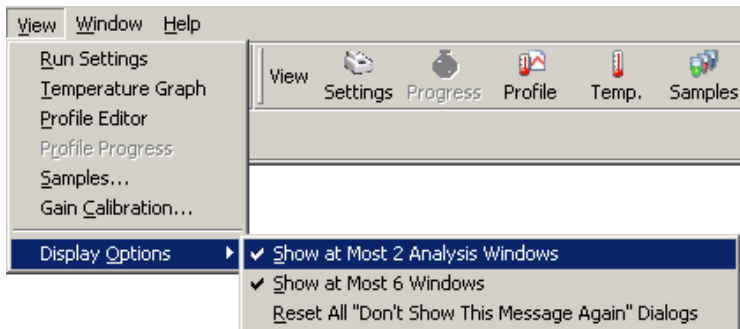 View Window Help
Run Settings
Temperature Graph
Profile Editor
Profile Progress
Samples...
Gain Calibration...
Display Options
View
Settings Progress Profile Temp. Samples
Show at Most 2 Analysis Windows
Show at Most 6 Windows
Reset All "Don't Show This Message Again" Dialogs